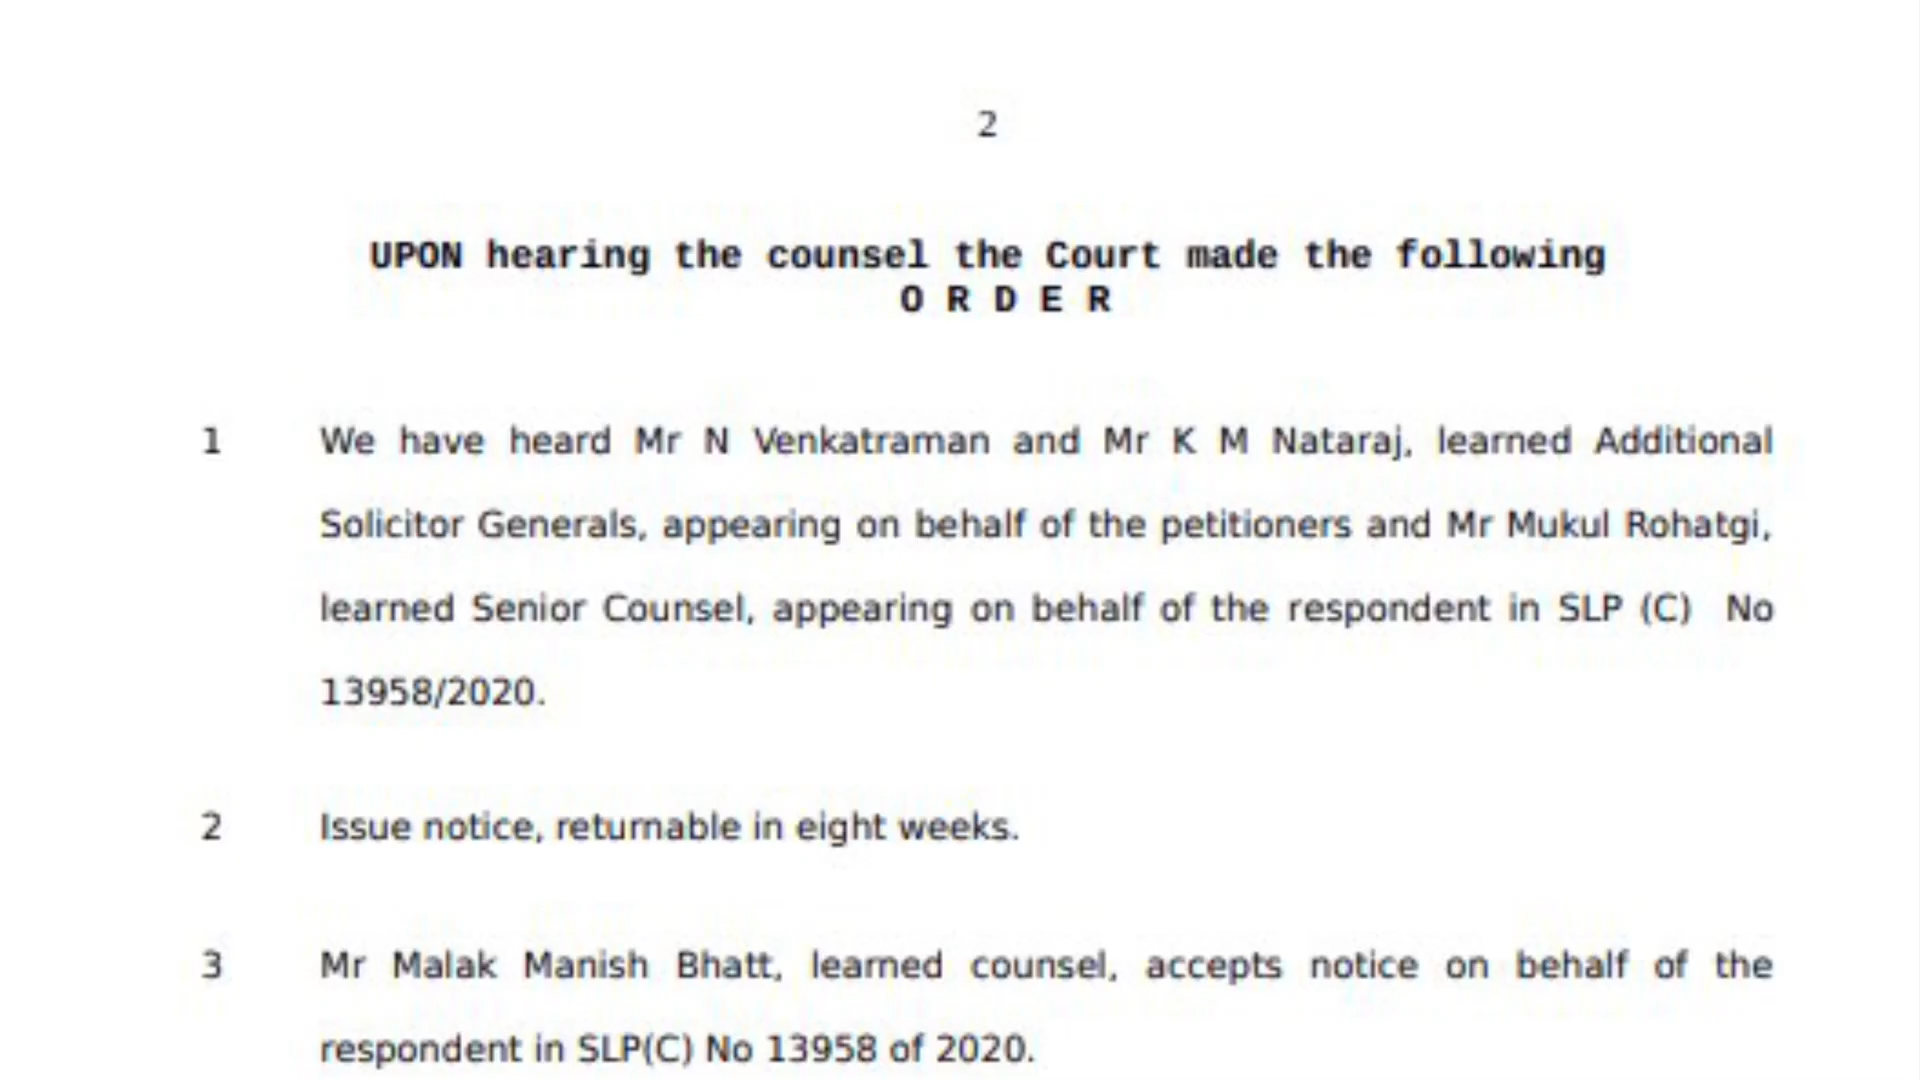 2
UPON hearing the counsel the Court made the following
O R D E R
1 We have heard Mr N Venkatraman and Mr K M Nataraj, learned Additional
Solicitor Generals, appearing on behalf of the petitioners and Mr Mukul Rohatgi,
learned Senior Counsel, appearing on behalf of the respondent in SLP (C) No
13958/2020.
2 Issue notice, returnable in eight weeks.
3 Mr Malak Manish Bhatt, learned counsel, accepts notice on behalf of the
respondent in SLP(C) No 13958 of 2020.